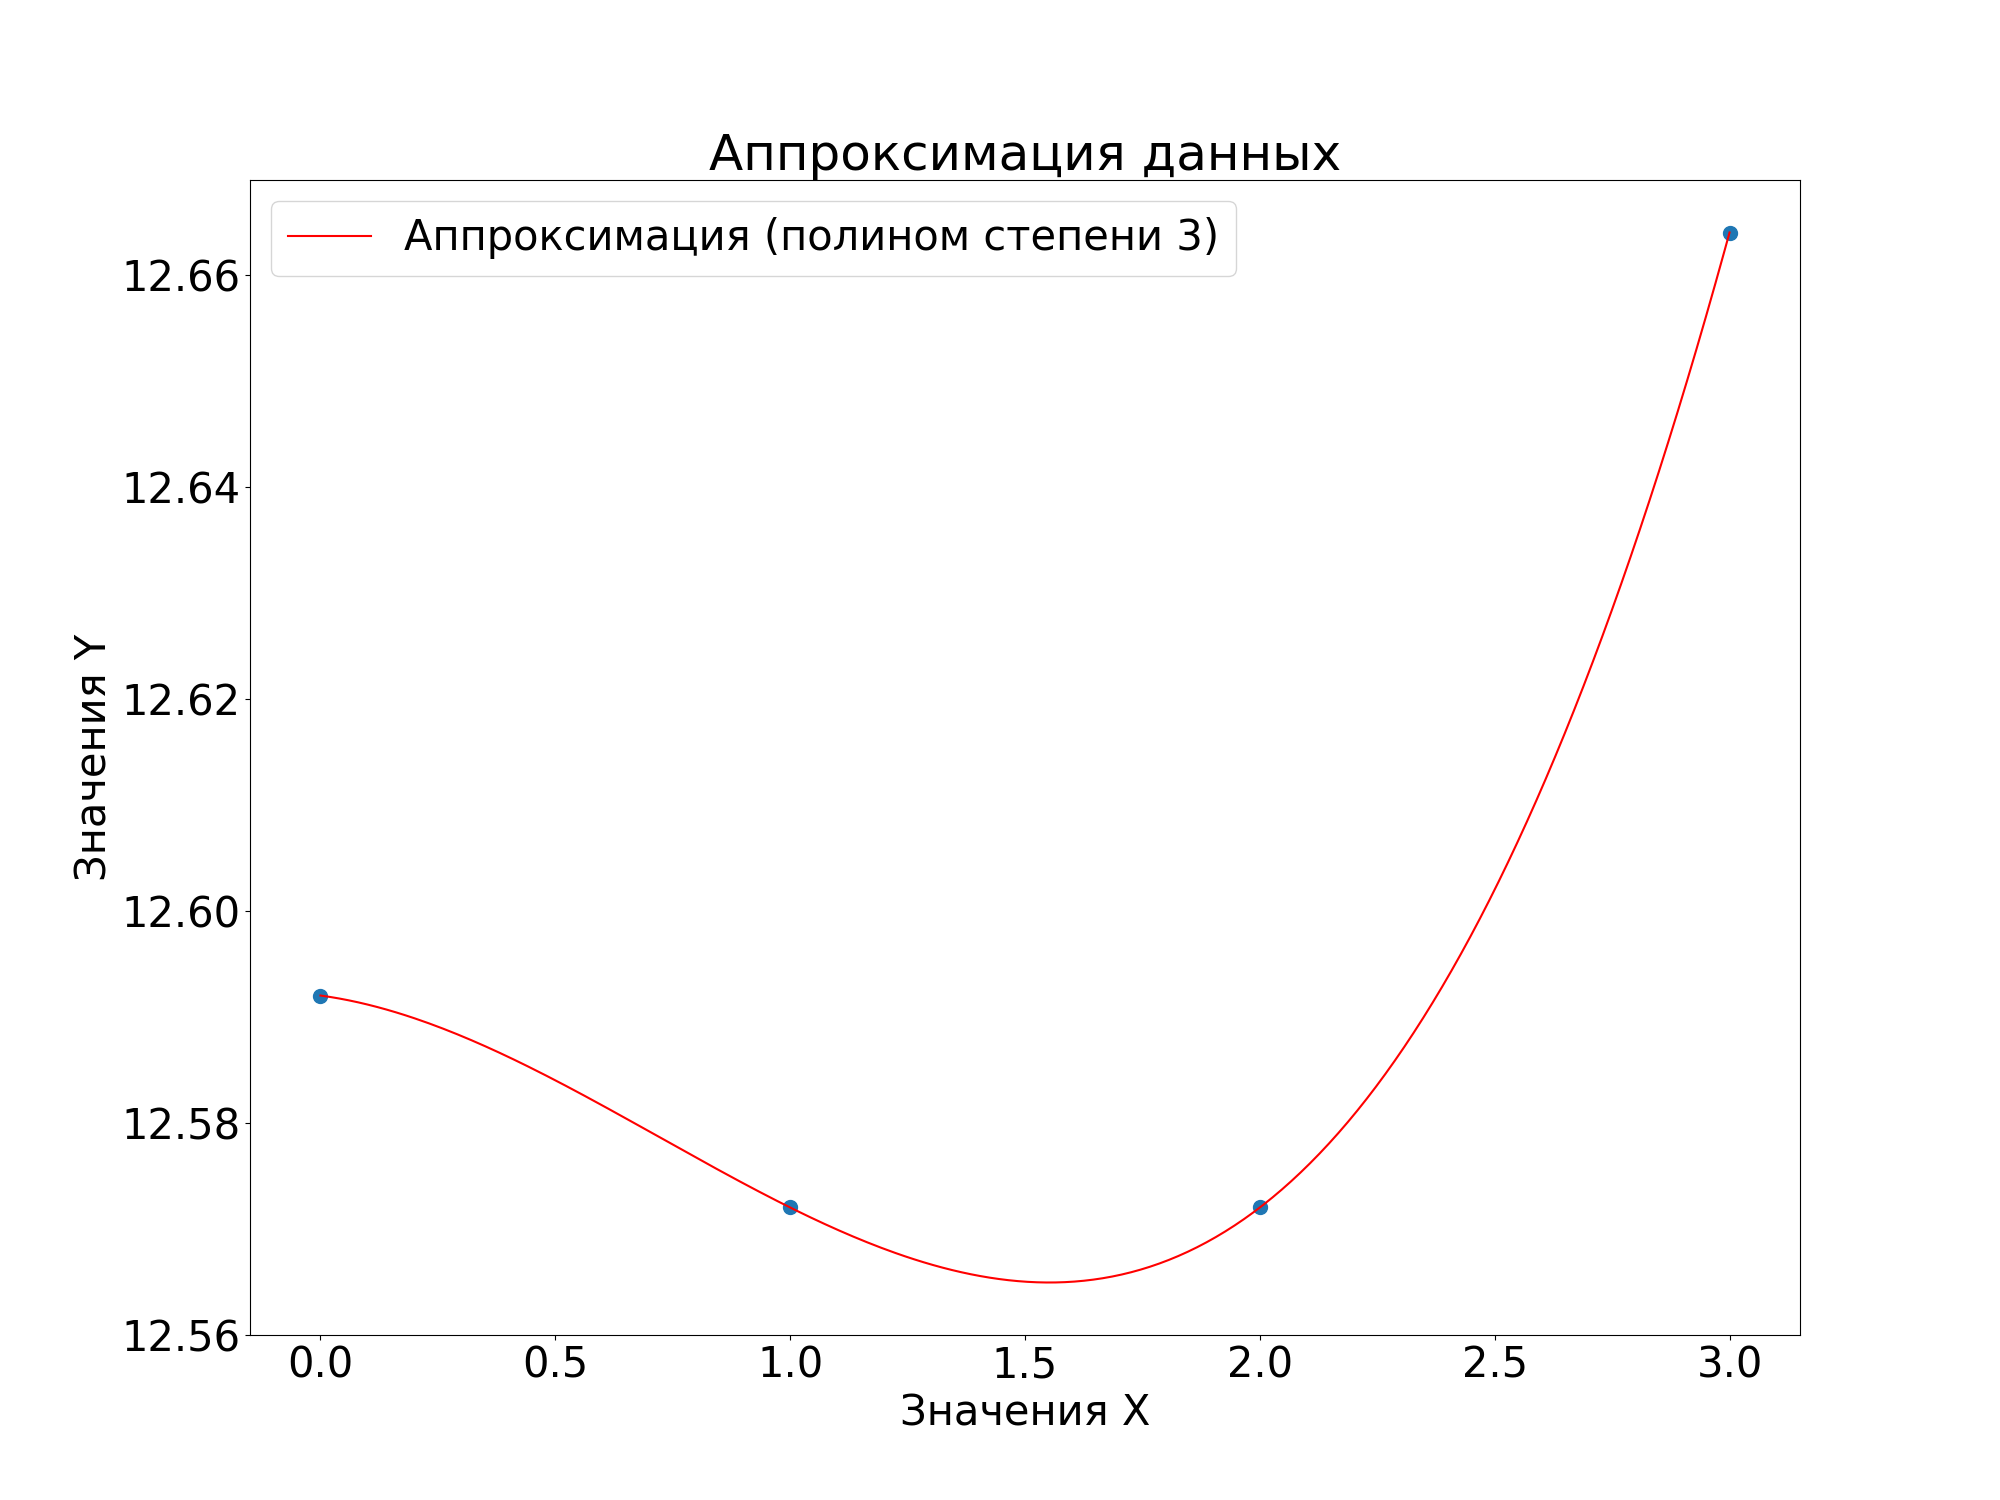 Аппроксимация данных
Аппроксимация (полином степени 3)
12.66
12.64
12.62
12.60
12.58
12.56
Значения Y
0.0 0.5 1.0 1.5 2.0 2.5 3.0
Значения X